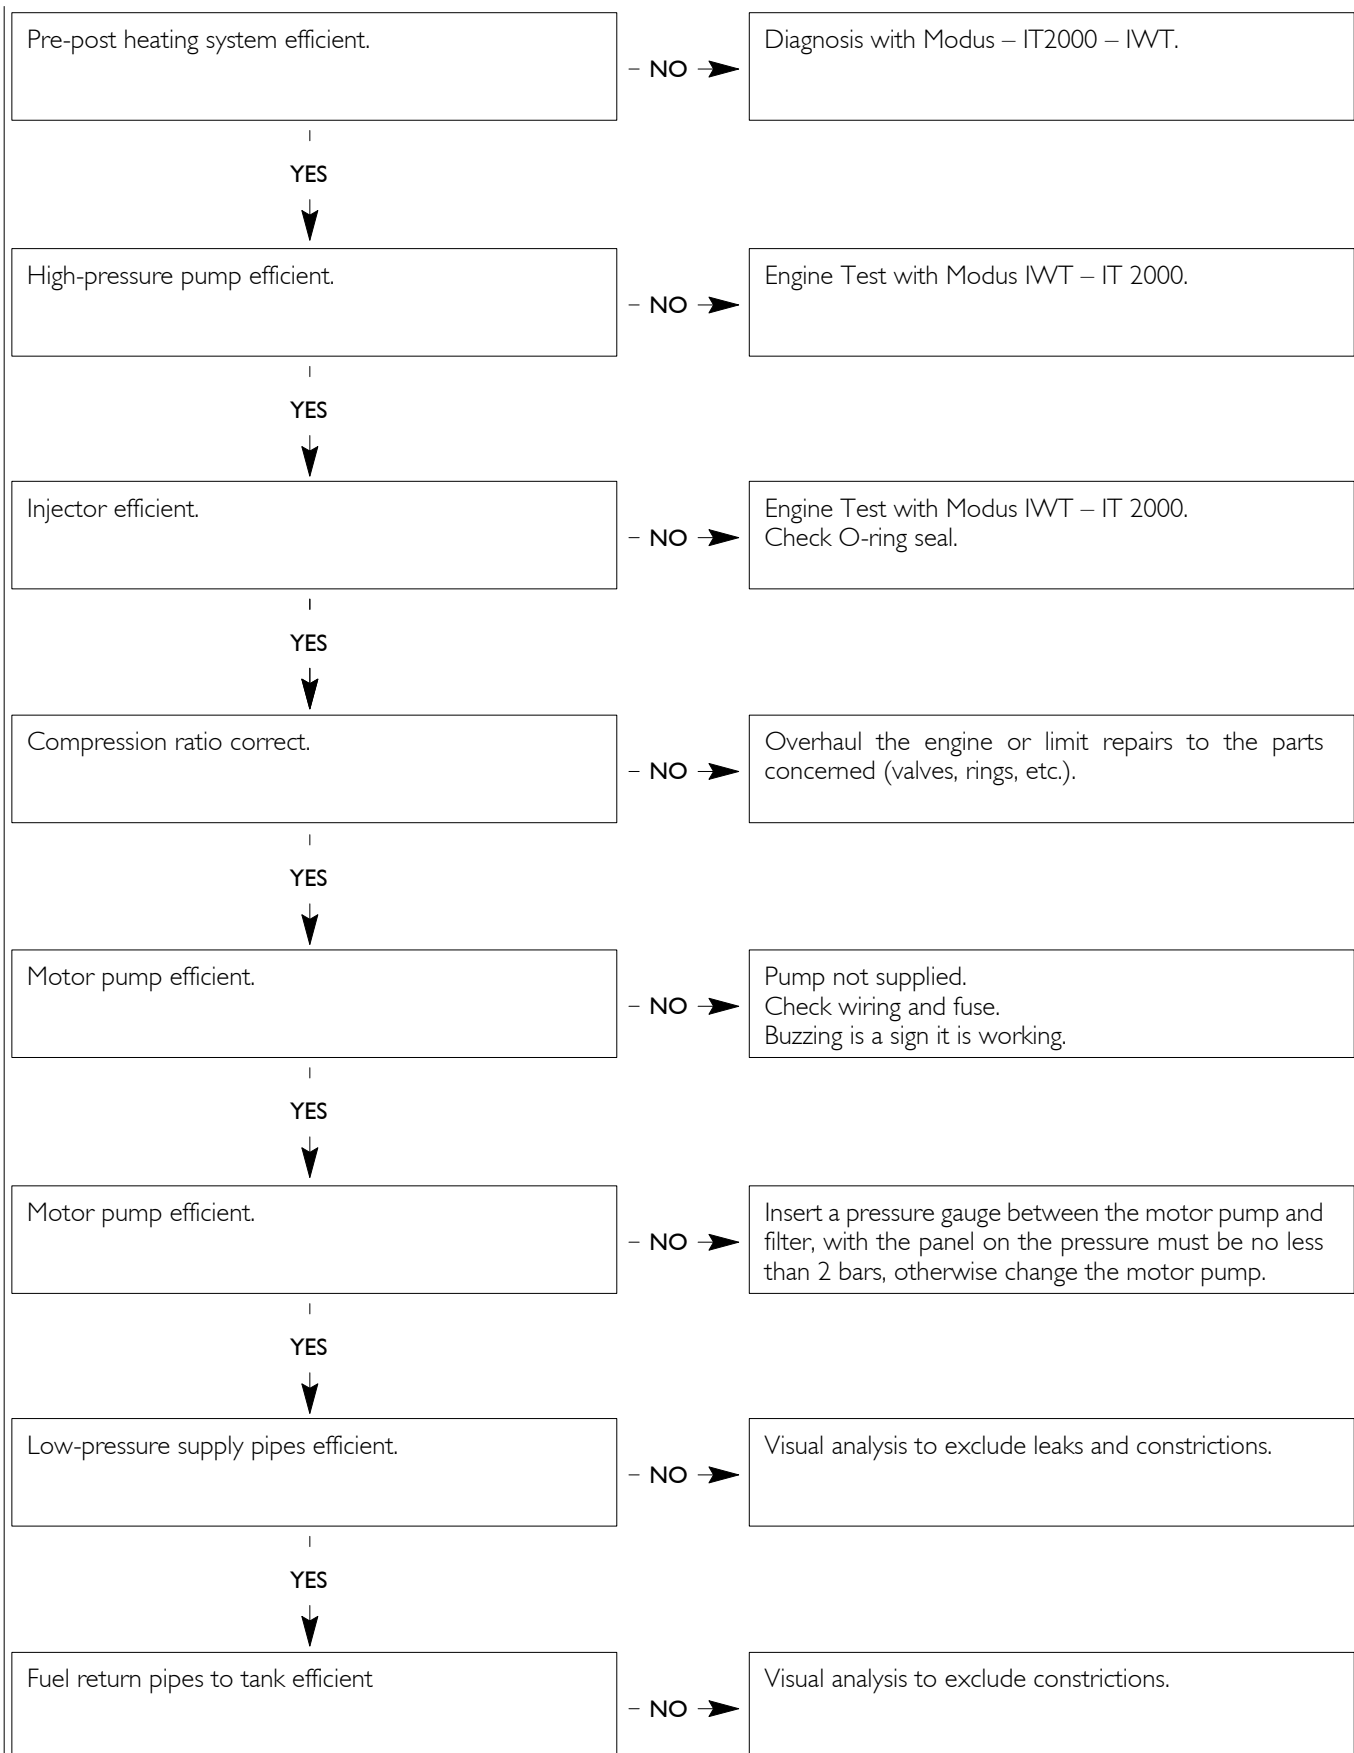 Pre-post heating system efficient.
NO
Diagnosis with Modus – IT2000 – IWT.
YES
High-pressure pump efficient.
NO
Engine Test with Modus IWT – IT 2000.
YES
Injector efficient.
NO
Engine Test with Modus IWT – IT 2000.
Check O-ring seal.
YES
Compression ratio correct.
NO
Overhaul the engine or limit repairs to the parts
concerned (valves, rings, etc.).
YES
Motor pump efficient.
NO
Pump not supplied.
Check wiring and fuse.
Buzzing is a sign it is working.
YES
Motor pump efficient.
NO
Insert a pressure gauge between the motor pump and
filter, with the panel on the pressure must be no less
than 2 bars, otherwise change the motor pump.
YES
Low-pressure supply pipes efficient.
NO
Visual analysis to exclude leaks and constrictions.
YES
Fuel return pipes to tank efficient
NO
Visual analysis to exclude constrictions.